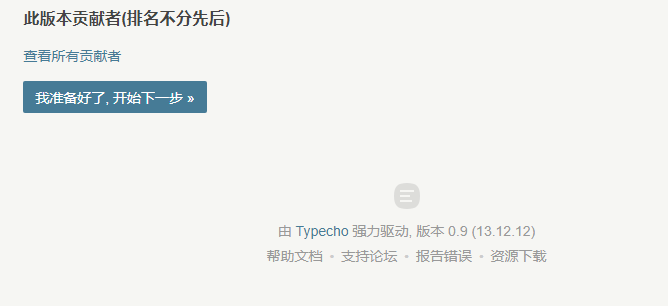 此版本贡献者(排名不分先后)
查看所有贡献者
我准备好了, 开始下一步 »
由 Typecho 强力驱动, 版本 0.9 (13.12.12)
帮助文档 • 支持论坛 • 报告错误 • 资源下载